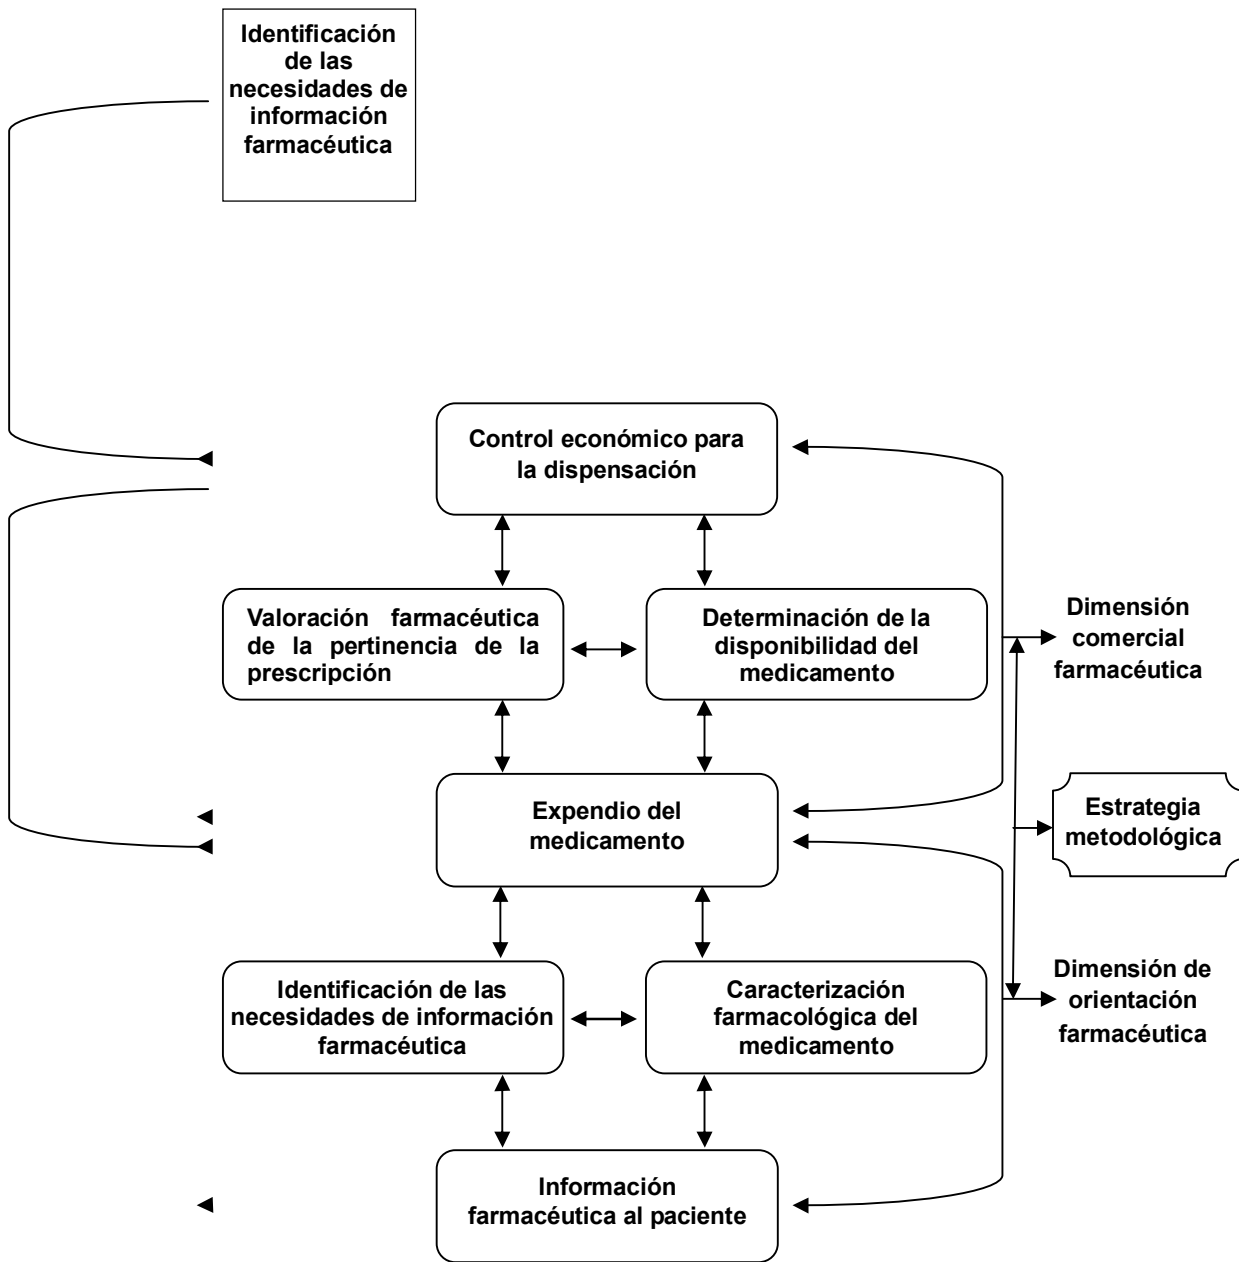 Identificación
de las
necesidades de
información
farmacéutica
Control económico para
la dispensación
Valoración farmacéutica
de la pertinencia de la
prescripción
Determinación de la
disponibilidad del
medicamento
Dimensión
comercial
farmacéutica
Expendio del
medicamento
Estrategia
metodológica
Identificación de las
necesidades de información
farmacéutica
Caracterización
farmacológica del
medicamento
Dimensión de
orientación
farmacéutica
Información
farmacéutica al paciente